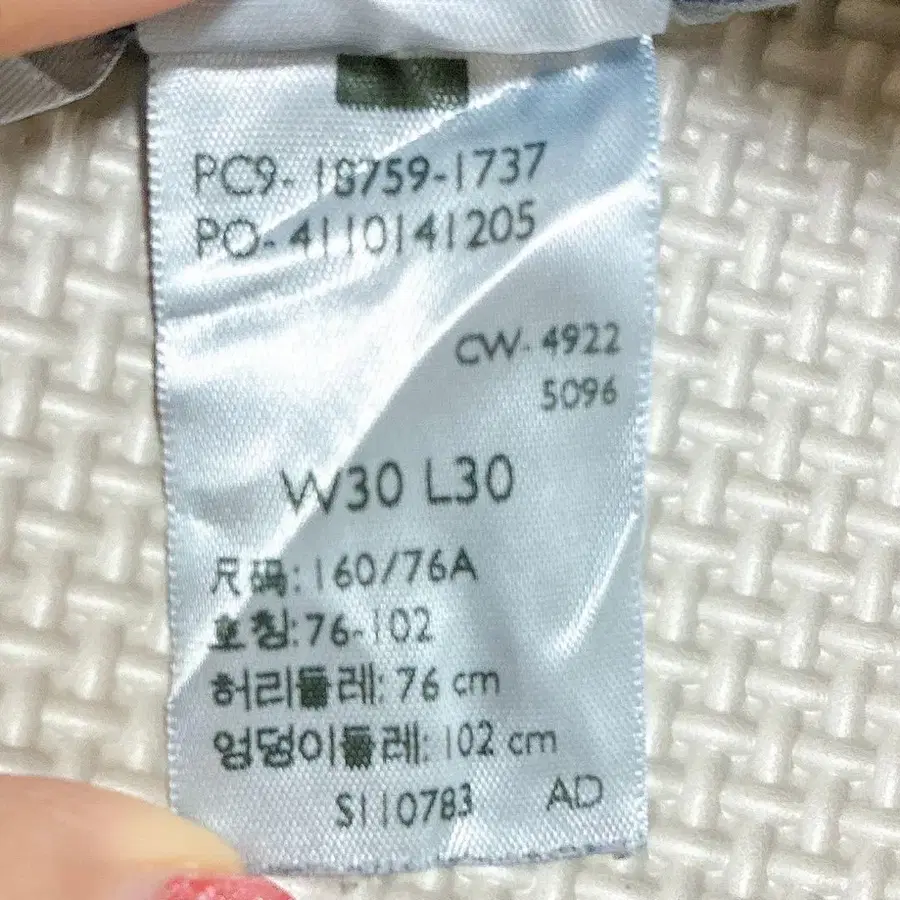 PC9- 18759-1737
PO- 4110141205
CW- 4922
5096
W30 L30
尺码: 160/76A
호칭: 76-102
허리둘레: 76 cm
엉덩이둘레: 102 cm
S110783 AD